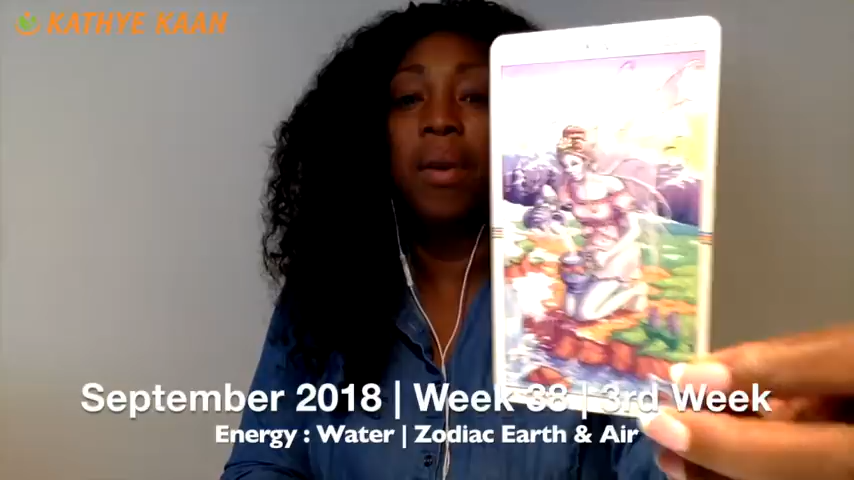 KATHYE KAAN
September 2018 | Week 38 | 3rd Week
Energy : Water | Zodiac Earth & Air